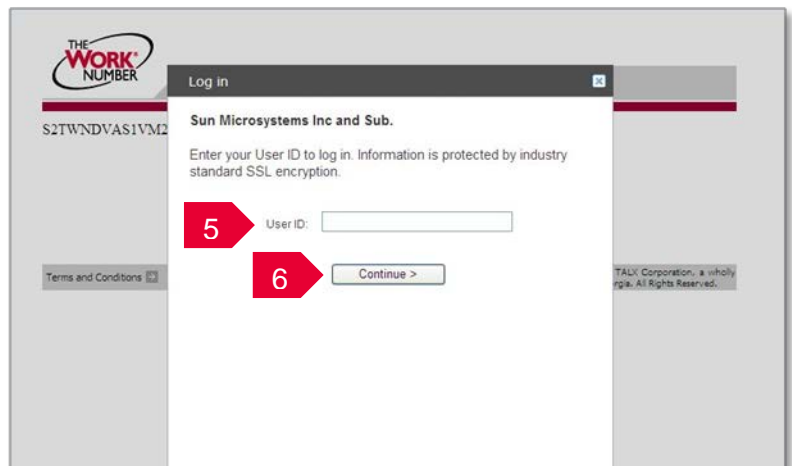 THE
WORK
NUMBER
Log in
S2TWNDVAS1VM2
Sun Microsystems Inc and Sub.
Enter your User ID to log in. Information is protected by industry
standard SSL encryption.
5
User ID:
6
Continue >
Terms and Conditions
TALX Corporation, a wholly
rgia. All Rights Reserved.